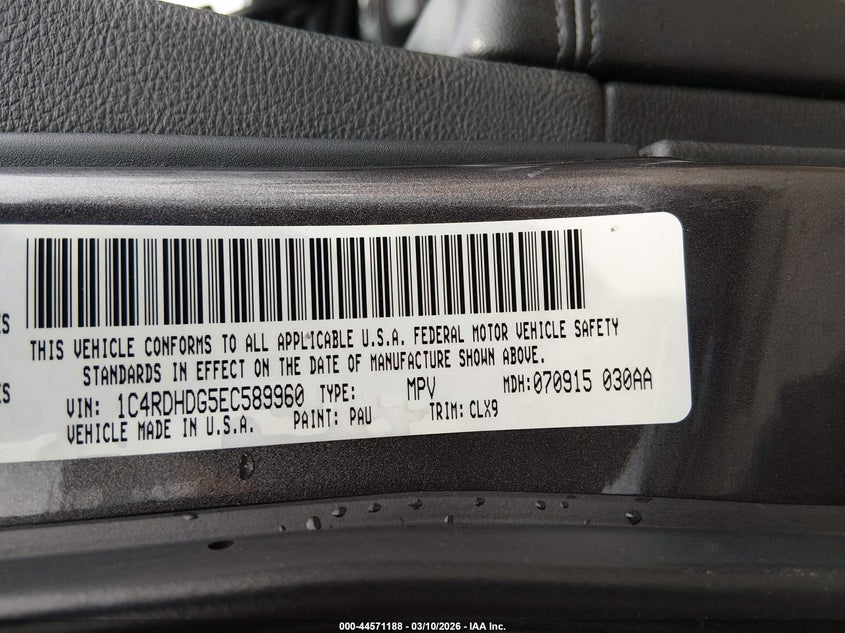 ES
THIS VEHICLE CONFORMS TO ALL APPLICABLE U.S.A. FEDERAL MOTOR VEHICLE SAFETY
STANDARDS IN EFFECT ON THE DATE OF MANUFACTURE SHOWN ABOVE.
ES
VIN: 1C4RDHDG5EC589960 TYPE: MPV MDH:070915 030AA
VEHICLE MADE IN U.S.A. PAINT: PAU TRIM: CLX9
000-44571188 - 03/10/2026 - IAA Inc.